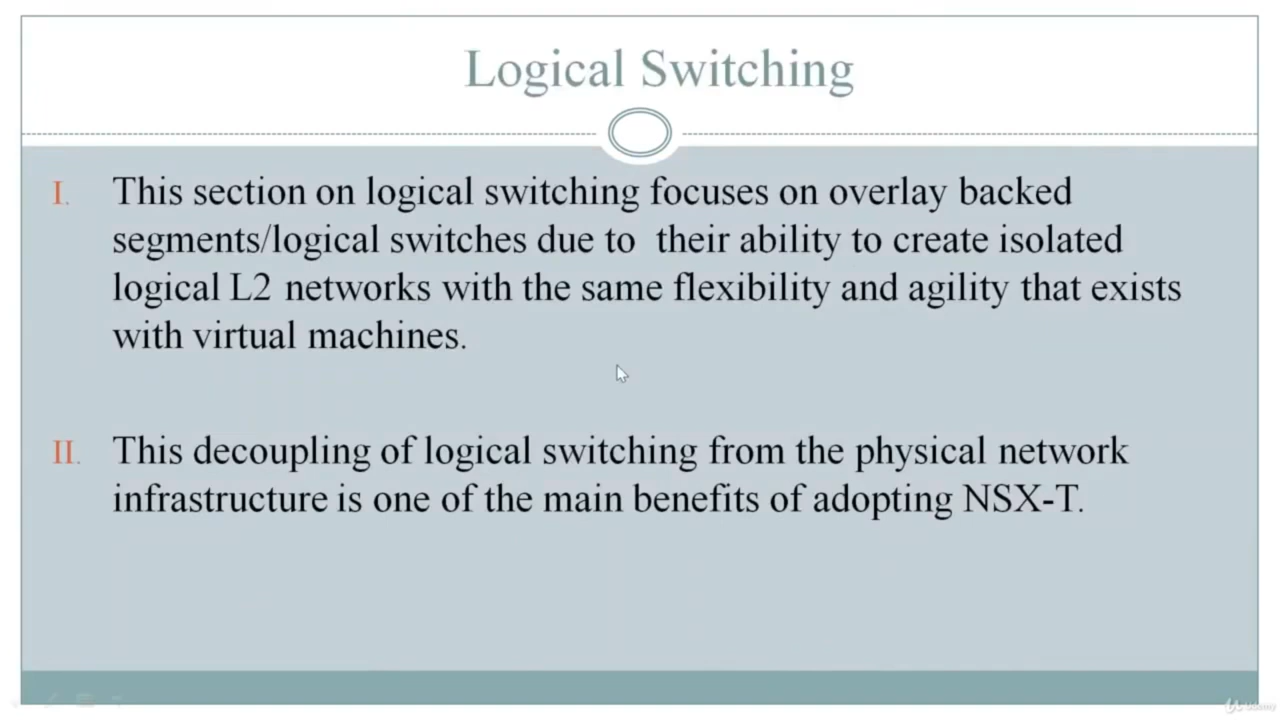 Logical Switching
I. This section on logical switching focuses on overlay backed
segments/logical switches due to their ability to create isolated
logical L2 networks with the same flexibility and agility that exists
with virtual machines.
II. This decoupling of logical switching from the physical network
infrastructure is one of the main benefits of adopting NSX-T.
Udemy